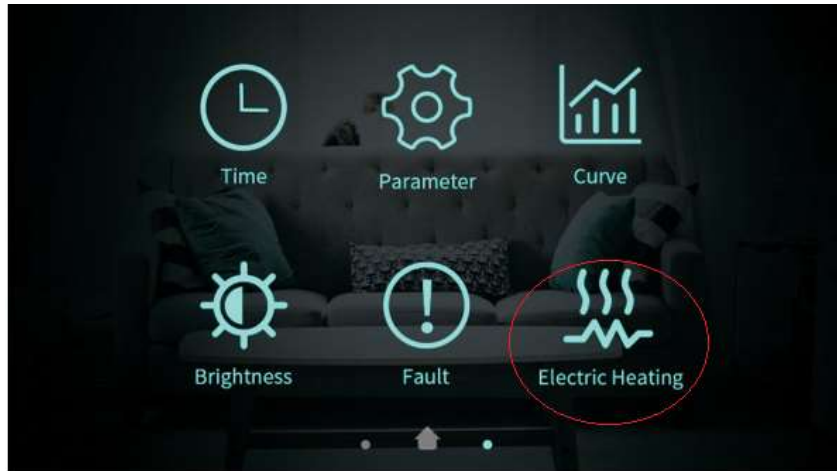 Time
Parameter
Curve
Brightness
Fault
Electric Heating